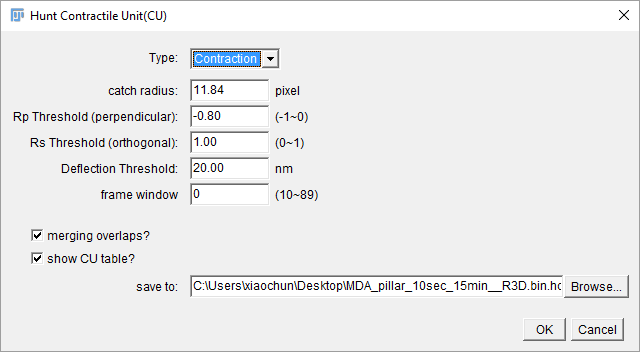 Hunt Contractile Unit(CU)
Type: Contraction
catch radius: 11.84 pixel
Rp Threshold (perpendicular): -0.80 (-1~0)
Rs Threshold (orthogonal): 1.00 (0~1)
Deflection Threshold: 20.00 nm
frame window 0 (10~89)
merging overlaps?
show CU table?
save to: C:\Users\xiaochun\Desktop\MDA_pillar_10sec_15min__R3D.bin.hc Browse...
OK Cancel